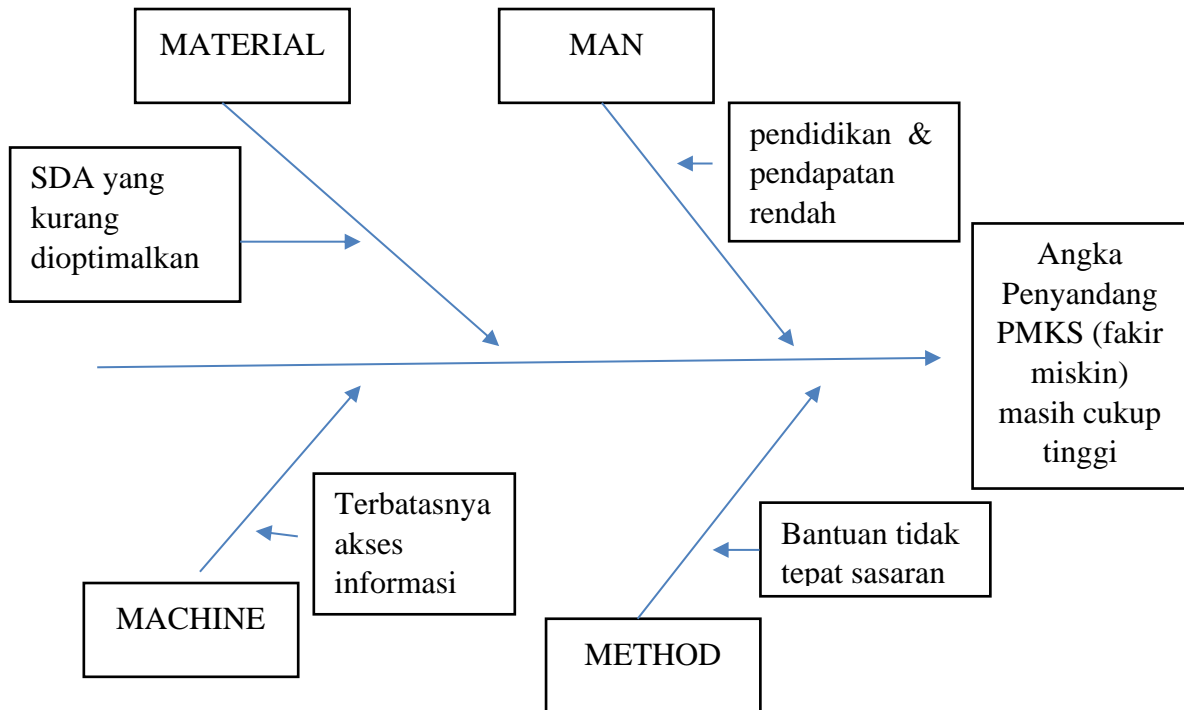 MATERIAL
MAN
pendidikan & 
pendapatan
rendah
SDA yang
kurang
dioptimalkan
Angka
Penyandang
PMKS (fakir
miskin)
masih cukup
tinggi
Terbatasnya
akses
informasi
Bantuan tidak
tepat sasaran
MACHINE
METHOD